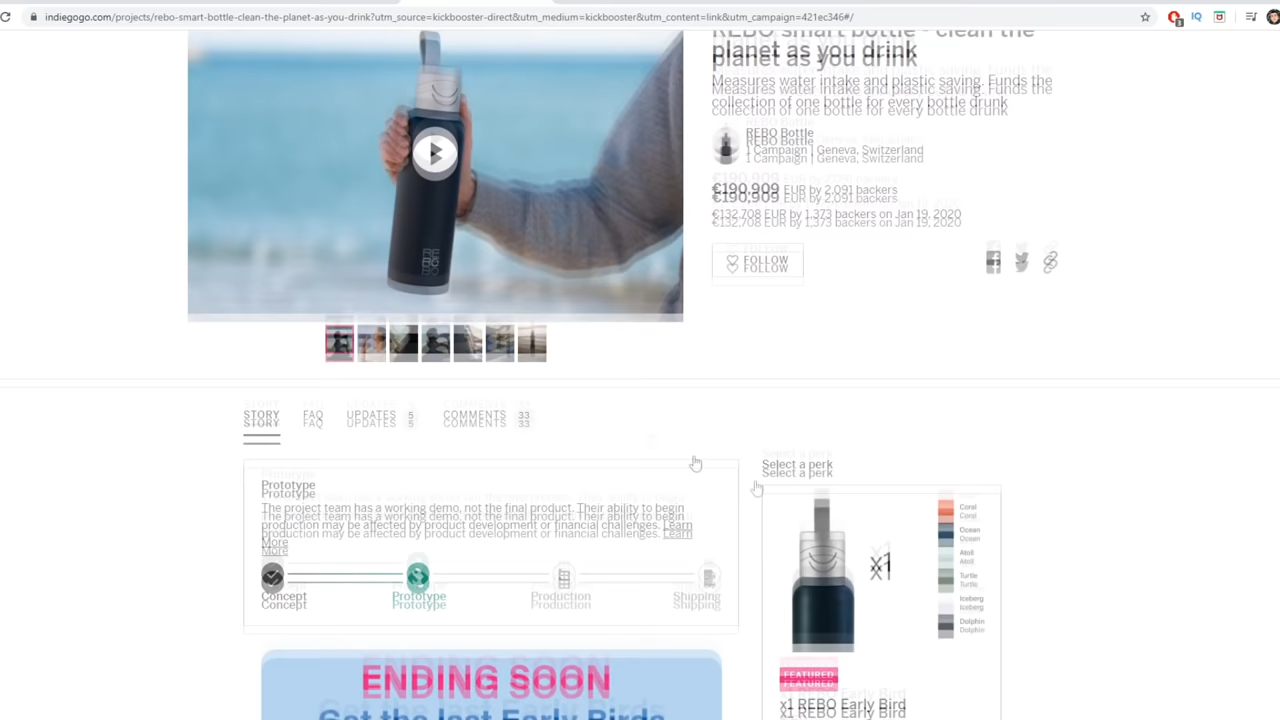 indiegogo.com/projects/rebo-smart-bottle-clean-the-planet-as-you-drink?utm_source=kickbooster-direct&utm_medium=kickbooster&utm_content=link&utm_campaign=421ec346#/
REBO smart bottle - clean the
planet as you drink
Measures water intake and plastic saving. Funds the
collection of one bottle for every bottle drunk
REBO Bottle
1 Campaign | Geneva, Switzerland
€190,909 EUR by 2,091 backers
€132,708 EUR by 1,373 backers on Jan 19, 2020
FOLLOW
STORY FAQ UPDATES 5 COMMENTS 33
Prototype
The project team has a working demo, not the final product. Their ability to begin
production may be affected by product development or financial challenges. Learn
More
Concept Prototype Production Shipping
Select a perk
x1
Coral
Ocean
Atoll
Turtle
Iceberg
Dolphin
FEATURED
x1 REBO Early Bird
ENDING SOON
Get the last Early Birds